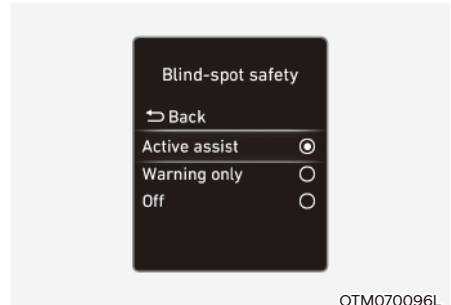 Blind-spot safety
Back
Active assist
Warning only
Off
OTM070096L